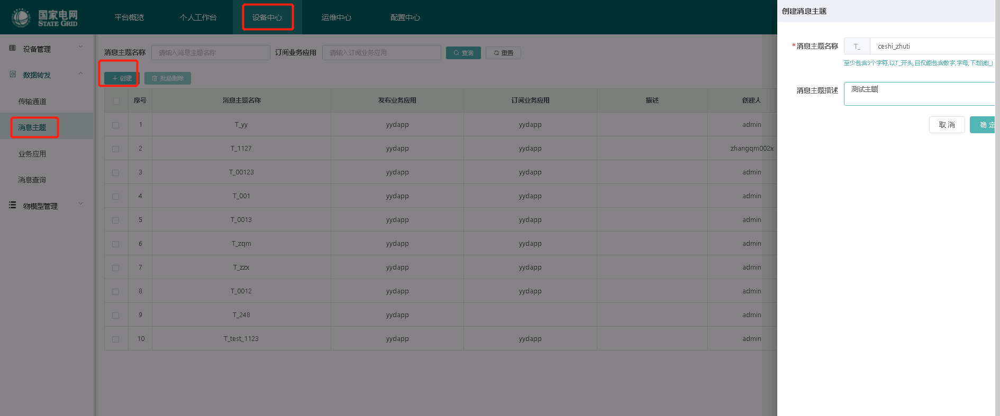 国家电网
STATE GRID
平台概览
个人工作台
设备中心
运维中心
配置中心
设备管理
数据转发
传输通道
消息主题
业务应用
消息查询
物模型管理
消息主题名称 请输入消息主题名称 订阅业务应用 请输入订阅业务应用 查询 重置
创建 批量删除
序号 消息主题名称 发布业务应用 订阅业务应用 描述 创建人
1 T_yy yydapp yydapp admin
2 T_1127 yydapp yydapp zhangqm002x
3 T_00123 yydapp yydapp admin
4 T_001 yydapp yydapp admin
5 T_0013 yydapp yydapp admin
6 T_zqm yydapp yydapp admin
7 T_zzx yydapp yydapp admin
8 T_0012 yydapp yydapp admin
9 T_248 yydapp admin
10 T_test_1123 yydapp yydapp admin
创建消息主题
*消息主题名称 T_ ceshi_zhuti
至少包含3个字符,以T_开头,且仅能包含数字,字母,下划线(_)
消息主题描述 测试主题
取消 确定